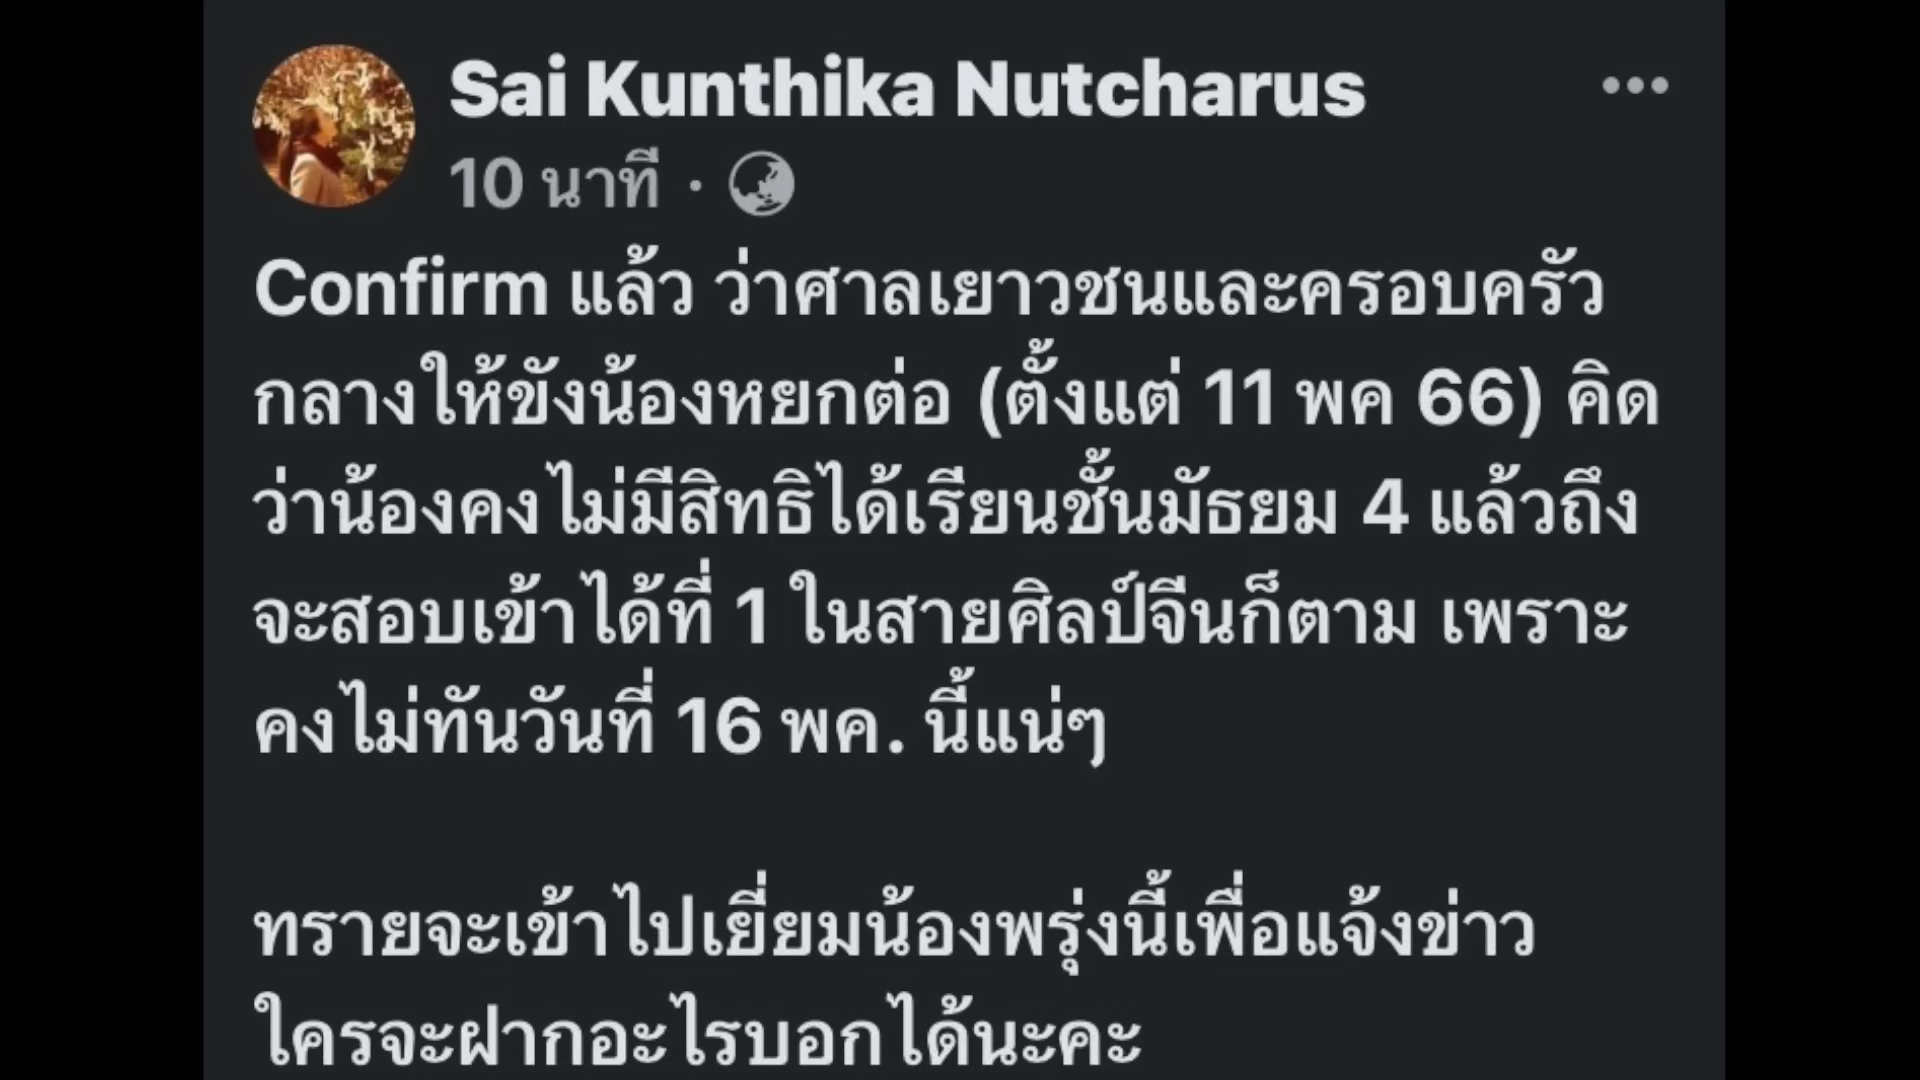 Sai Kunthika Nutcharus
10 นาที ·
Confirm แล้ว ว่าศาลเยาวชนและครอบครัว
กลางให้ขังน้องหยกต่อ (ตั้งแต่ 11 พค 66) คิด
ว่าน้องคงไม่มีสิทธิได้เรียนชั้นมัธยม 4 แล้วถึง
จะสอบเข้าได้ที่ 1 ในสายศิลป์จีนก็ตาม เพราะ
คงไม่ทันวันที่ 16 พค. นี้แน่ๆ
ทรายจะเข้าไปเยี่ยมน้องพรุ่งนี้เพื่อแจ้งข่าว
ใครจะฝากอะไรบอกได้นะคะ